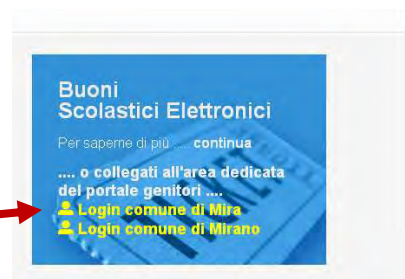 Buoni
Scolastici Elettronici
Per saperne di più .... continua
.... o collegati all'area dedicata
del portale genitori ....
Login comune di Mira
Login comune di Mirano